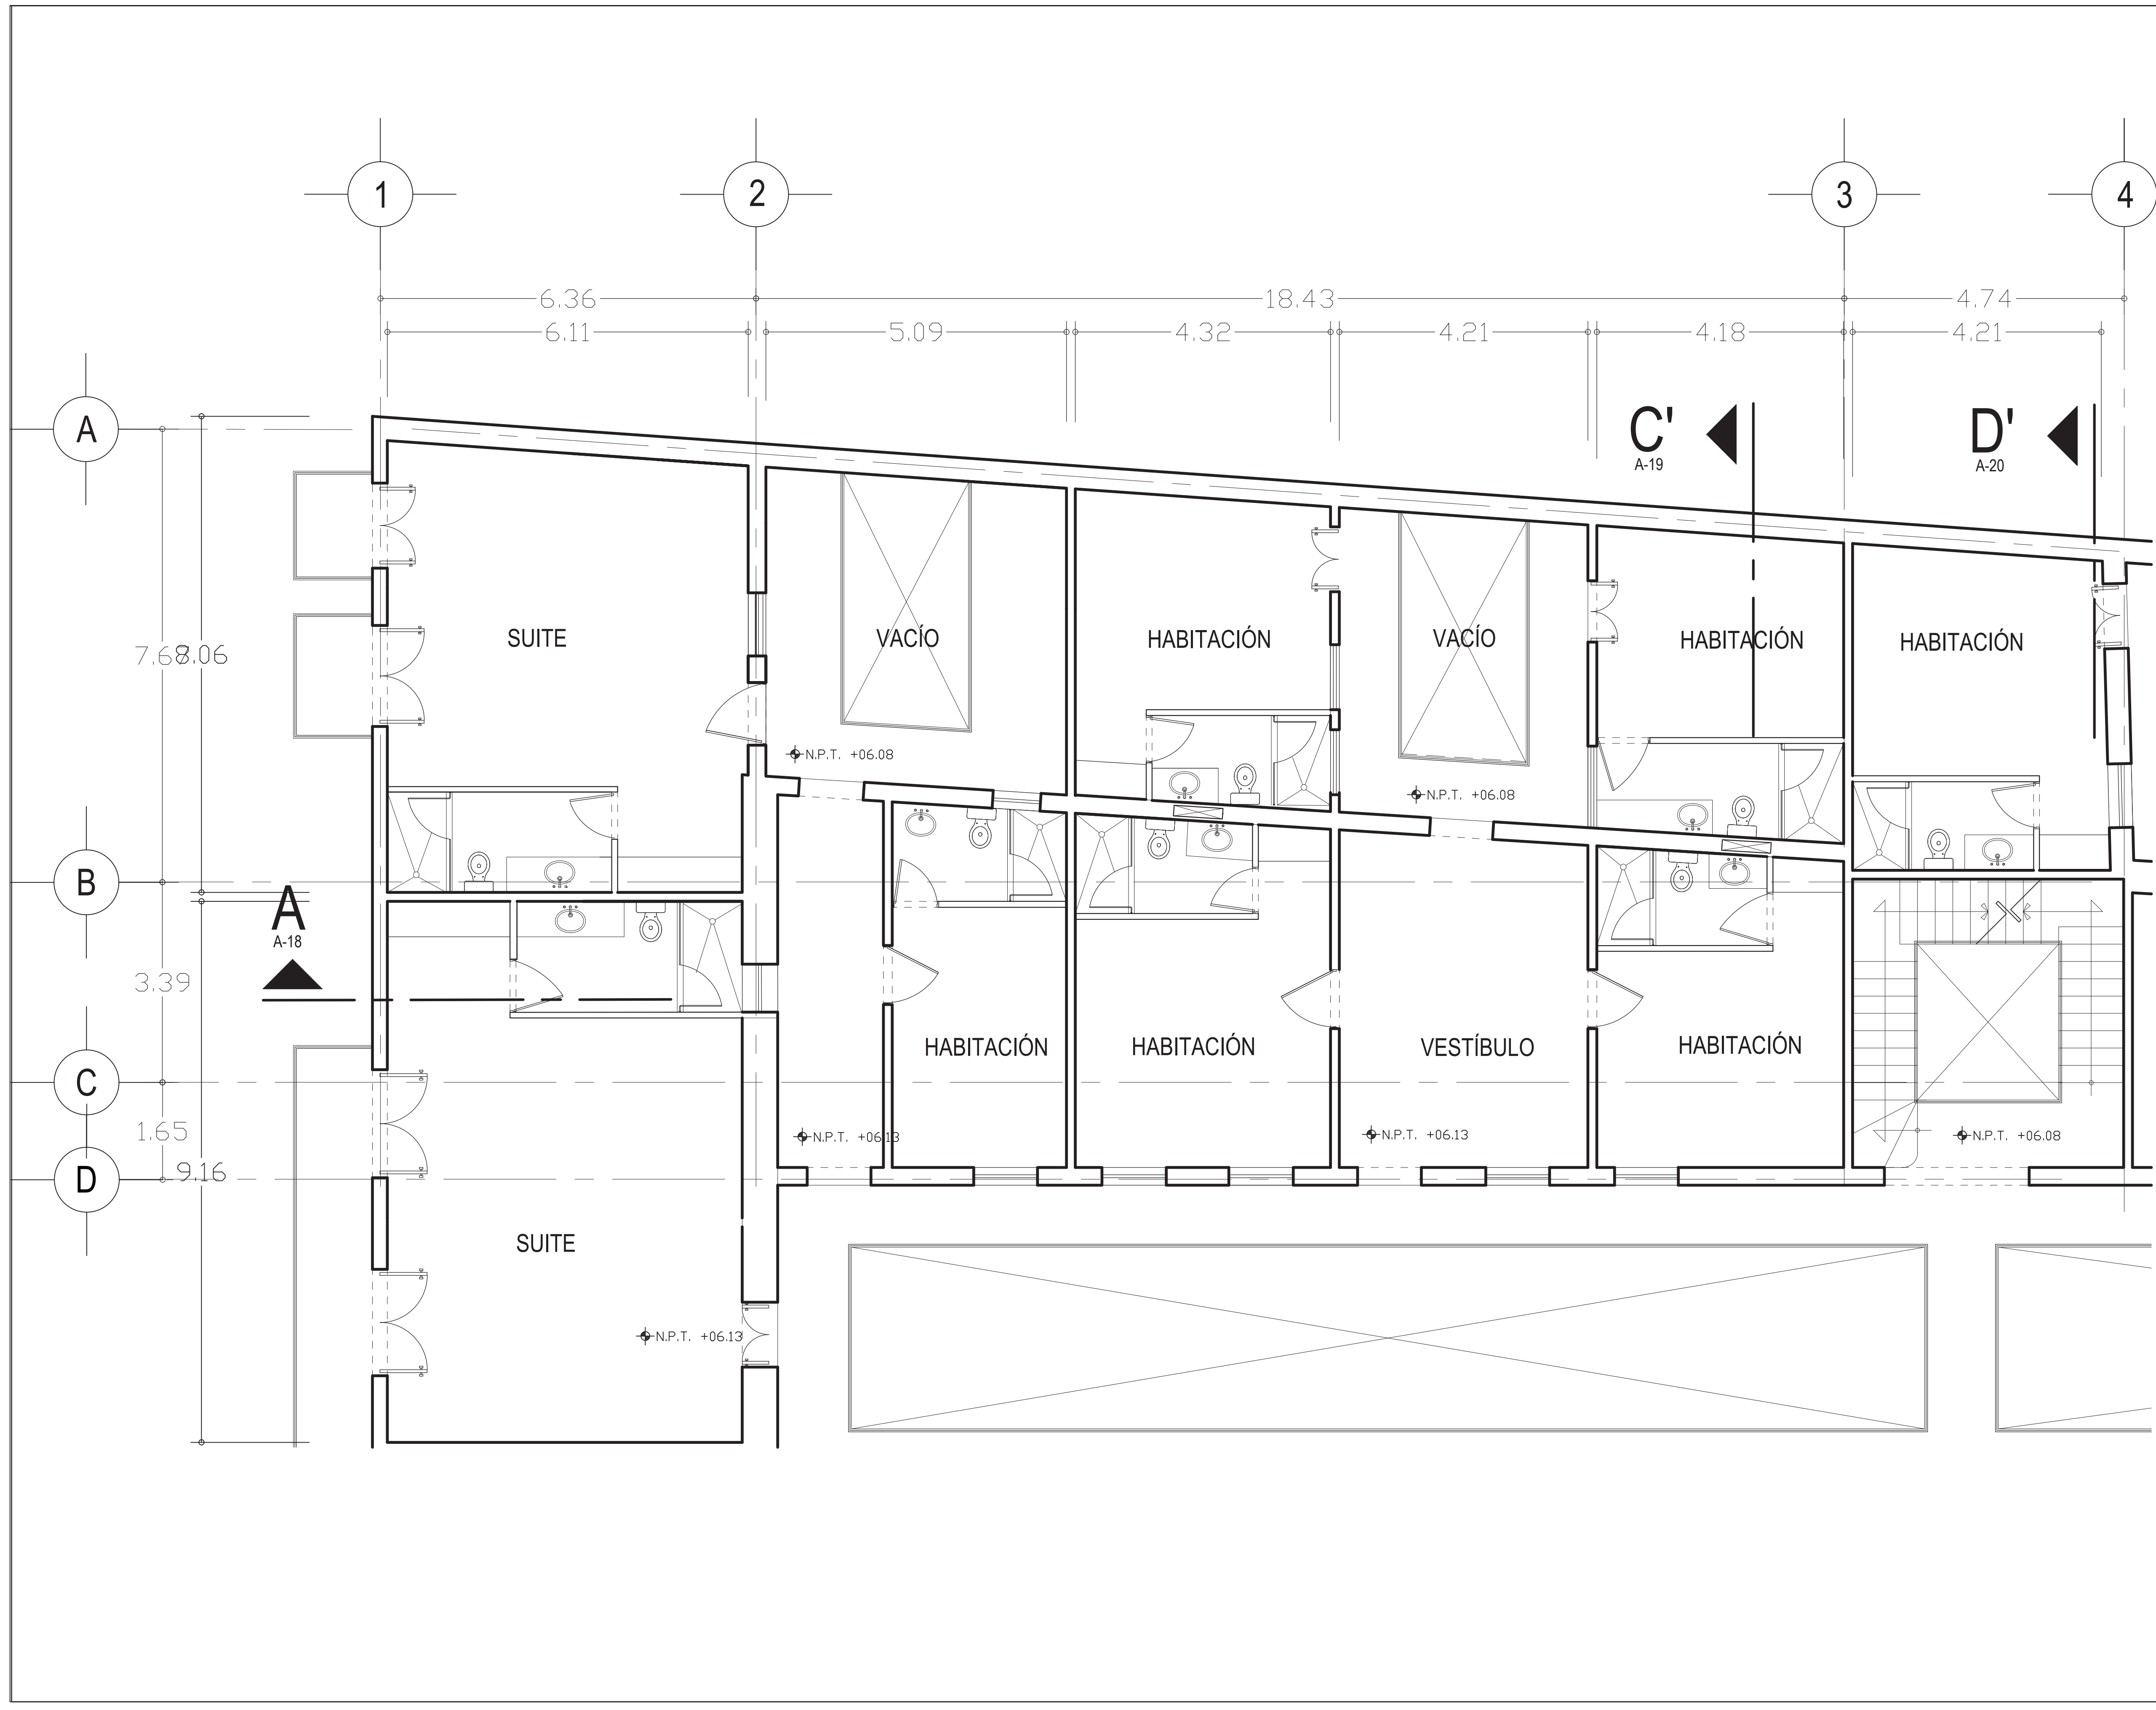 1
2
3
4
6.36
18.43
4.74
6.11
5.09
4.32
4.21
4.18
4.21
A
C'
A-19
D'
A-20
SUITE
VACÍO
HABITACIÓN
VACÍO
HABITACIÓN
HABITACIÓN
8.06
N.P.T. +06.08
N.P.T. +06.08
B
A
A-18
3.39
HABITACIÓN
HABITACIÓN
VESTÍBULO
HABITACIÓN
C
1.65
N.P.T. +06.13
N.P.T. +06.13
N.P.T. +06.08
D
9.16
SUITE
N.P.T. +06.13